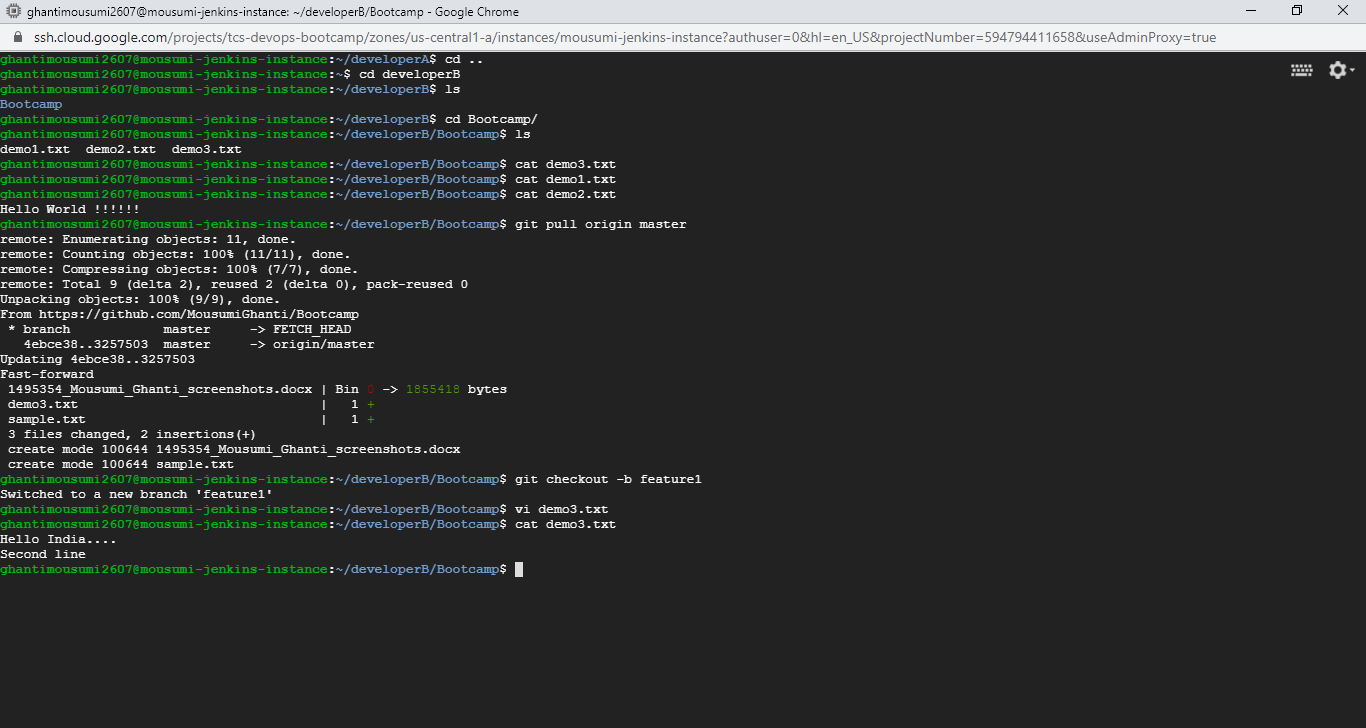 ghantimousumi2607@mousumi-jenkins-instance: ~/developerB/Bootcamp - Google Chrome
ssh.cloud.google.com/projects/tcs-devops-bootcamp/zones/us-central1-a/instances/mousumi-jenkins-instance?authuser=0&hl=en_US&projectNumber=594794411658&useAdminProxy=true
ghantimousumi2607@mousumi-jenkins-instance:~/developerA$ cd ..
ghantimousumi2607@mousumi-jenkins-instance:~$ cd developerB
ghantimousumi2607@mousumi-jenkins-instance:~/developerB$ ls
Bootcamp
ghantimousumi2607@mousumi-jenkins-instance:~/developerB$ cd Bootcamp/
ghantimousumi2607@mousumi-jenkins-instance:~/developerB/Bootcamp$ ls
demo1.txt  demo2.txt  demo3.txt
ghantimousumi2607@mousumi-jenkins-instance:~/developerB/Bootcamp$ cat demo3.txt
ghantimousumi2607@mousumi-jenkins-instance:~/developerB/Bootcamp$ cat demo1.txt
ghantimousumi2607@mousumi-jenkins-instance:~/developerB/Bootcamp$ cat demo2.txt
Hello World !!!!!!
ghantimousumi2607@mousumi-jenkins-instance:~/developerB/Bootcamp$ git pull origin master
remote: Enumerating objects: 11, done.
remote: Counting objects: 100% (11/11), done.
remote: Compressing objects: 100% (7/7), done.
remote: Total 9 (delta 2), reused 2 (delta 0), pack-reused 0
Unpacking objects: 100% (9/9), done.
From https://github.com/MousumiGhanti/Bootcamp
 * branch            master     -> FETCH_HEAD
   4ebce38..3257503  master     -> origin/master
Updating 4ebce38..3257503
Fast-forward
 1495354_Mousumi_Ghanti_screenshots.docx | Bin 0 -> 1855418 bytes
 demo3.txt                               |   1 +
 sample.txt                              |   1 +
 3 files changed, 2 insertions(+)
 create mode 100644 1495354_Mousumi_Ghanti_screenshots.docx
 create mode 100644 sample.txt
ghantimousumi2607@mousumi-jenkins-instance:~/developerB/Bootcamp$ git checkout -b feature1
Switched to a new branch 'feature1'
ghantimousumi2607@mousumi-jenkins-instance:~/developerB/Bootcamp$ vi demo3.txt
ghantimousumi2607@mousumi-jenkins-instance:~/developerB/Bootcamp$ cat demo3.txt
Hello India....
Second line
ghantimousumi2607@mousumi-jenkins-instance:~/developerB/Bootcamp$